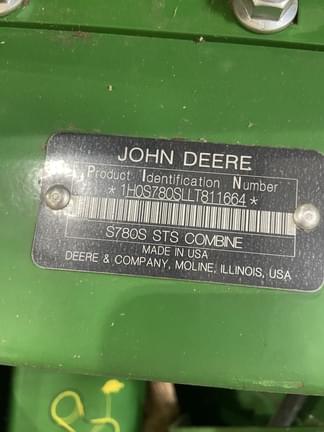 JOHN DEERE
Product Identification Number
*1H0S780SLLT811664*
S780S STS COMBINE
MADE IN USA
DEERE & COMPANY, MOLINE, ILLINOIS, USA